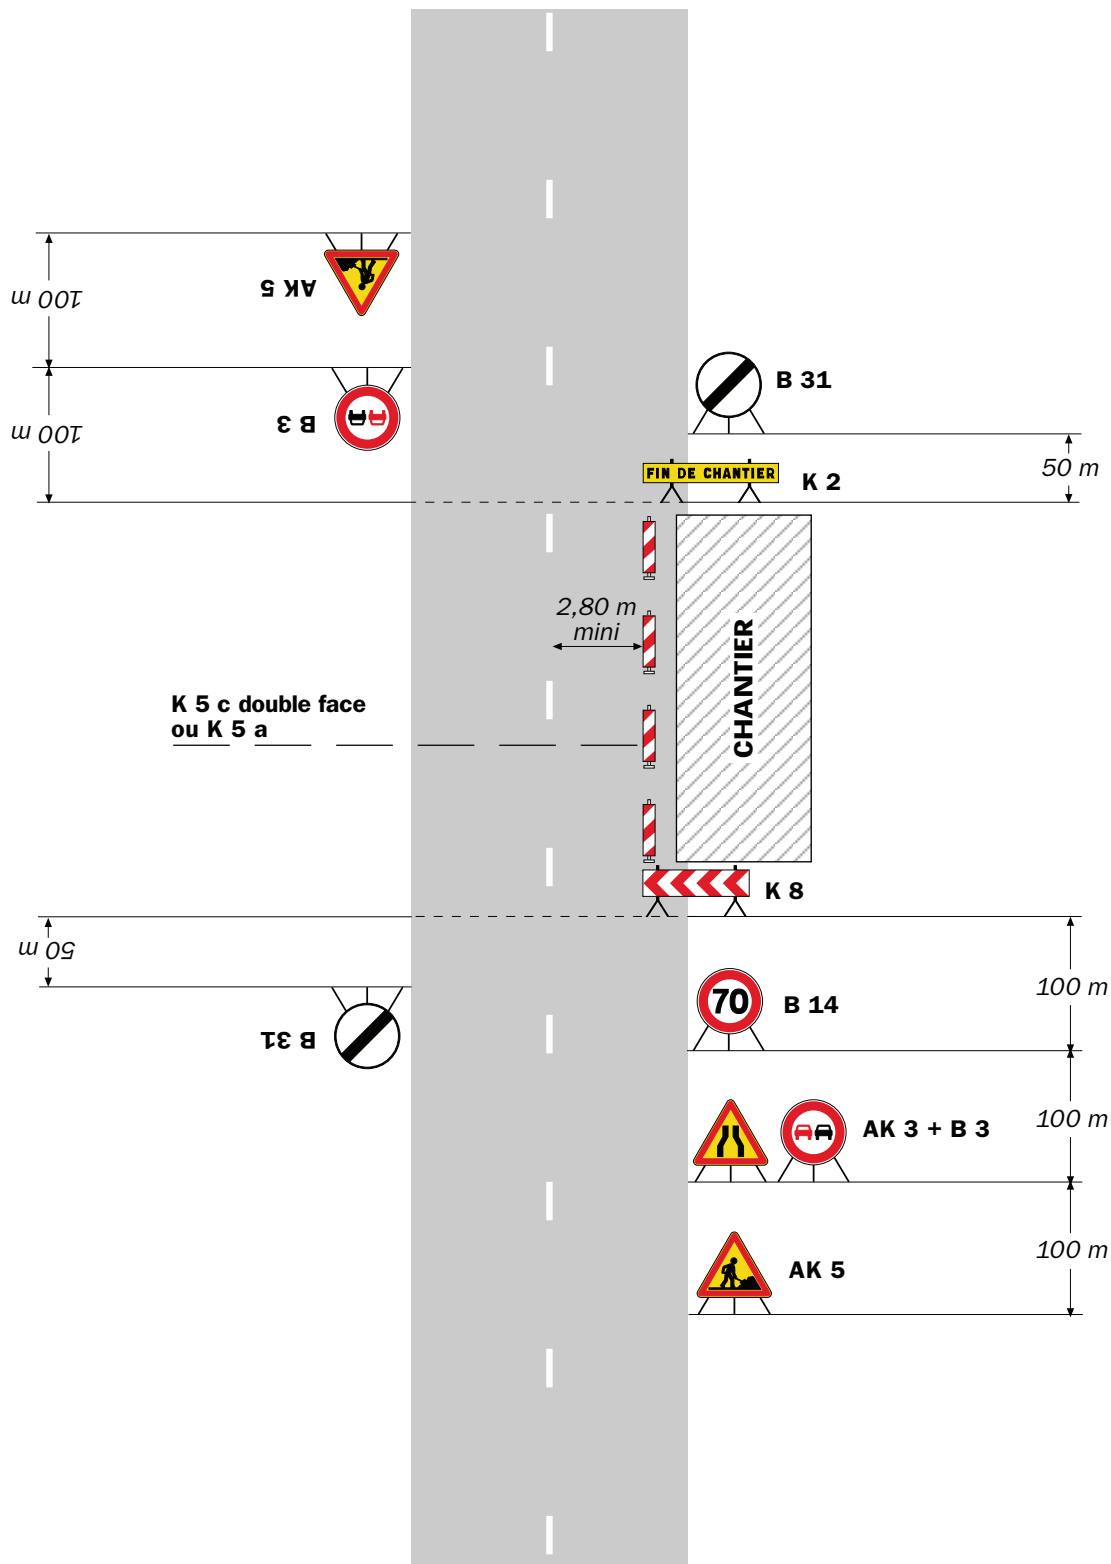 AK 5
100 m
B 3
100 m
B 31
50 m
FIN DE CHANTIER
K 2
2,80 m
mini
CHANTIER
K 5 c double face
ou K 5 a
K 8
50 m
B 31
70
B 14
100 m
AK 3 + B 3
100 m
AK 5
100 m